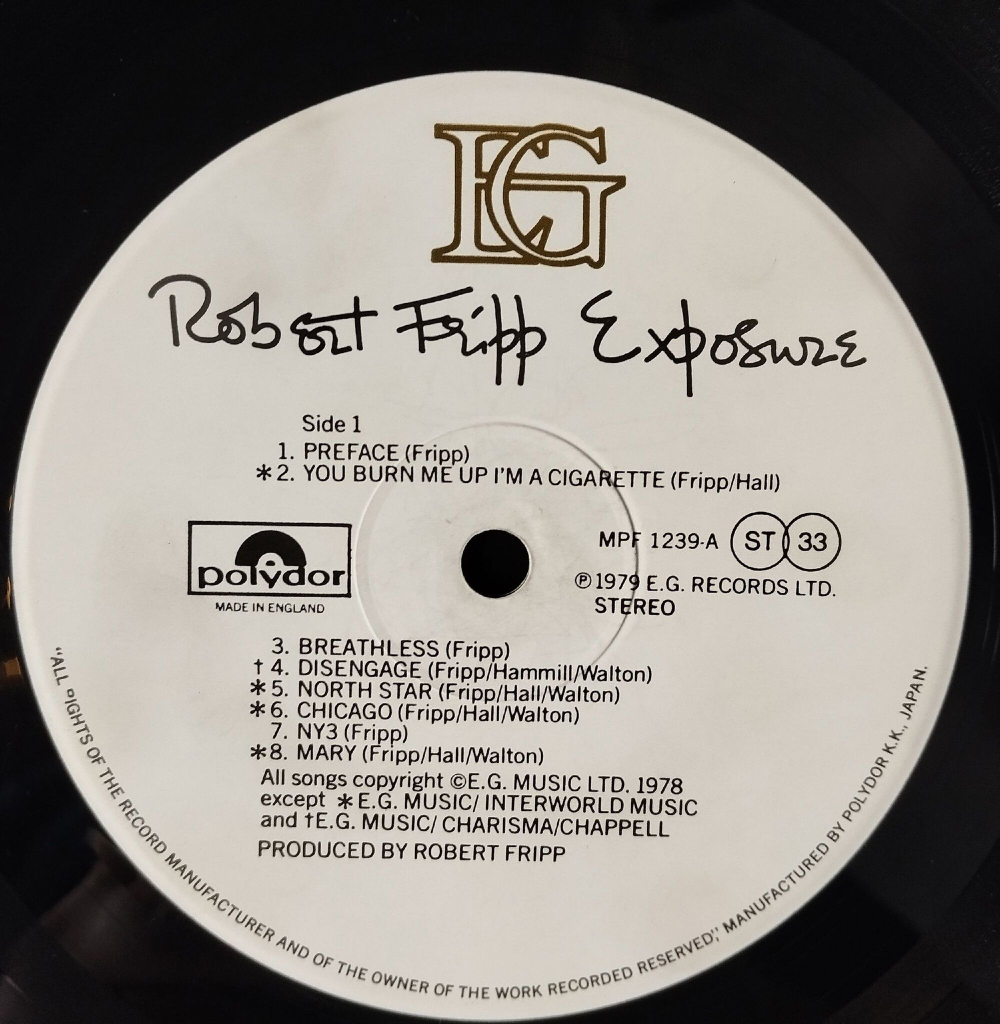 EG
Robert Fripp Exposure
Side 1
1. PREFACE (Fripp)
*2. YOU BURN ME UP I'M A CIGARETTE (Fripp/Hall)
polydor
MADE IN ENGLAND
MPF 1239-A ST 33
℗1979 E.G. RECORDS LTD.
STEREO
3. BREATHLESS (Fripp)
†4. DISENGAGE (Fripp/Hammill/Walton)
*5. NORTH STAR (Fripp/Hall/Walton)
*6. CHICAGO (Fripp/Hall/Walton)
7. NY3 (Fripp)
*8. MARY (Fripp/Hall/Walton)
All songs copyright ©E.G. MUSIC LTD. 1978
except *E.G. MUSIC/ INTERWORLD MUSIC
and †E.G. MUSIC/ CHARISMA/CHAPPELL
PRODUCED BY ROBERT FRIPP
"ALL RIGHTS OF THE RECORD MANUFACTURER AND OF THE OWNER OF THE WORK RECORDED RESERVED," MANUFACTURED BY POLYDOR K.K., JAPAN.